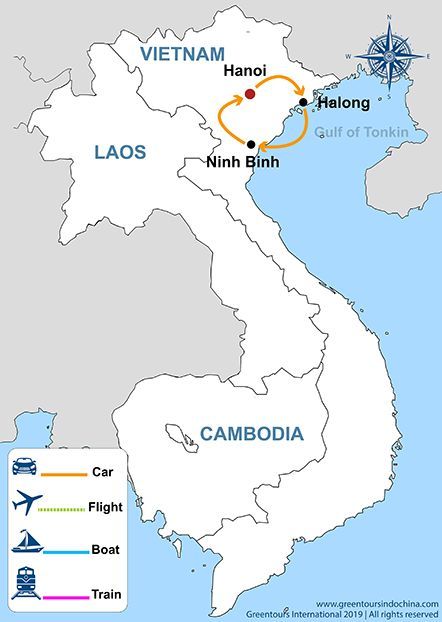 VIETNAM
N
Hanoi
W
E
Halong
S
Gulf of Tonkin
LAOS
Ninh Binh
CAMBODIA
Car
Flight
Boat
Train
www.greentoursindochina.com
Greentours International 2019 | All rights reserved